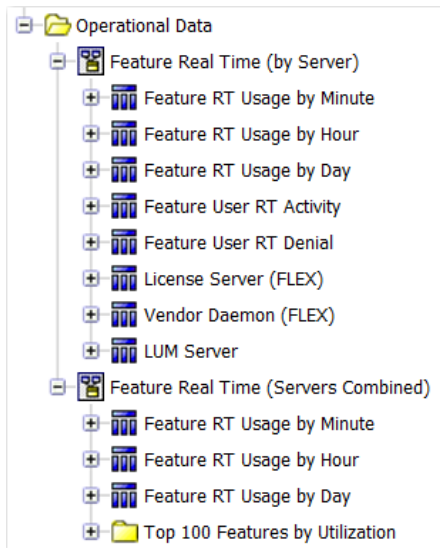 Operational Data
Feature Real Time (by Server)
Feature RT Usage by Minute
Feature RT Usage by Hour
Feature RT Usage by Day
Feature User RT Activity
Feature User RT Denial
License Server (FLEX)
Vendor Daemon (FLEX)
LUM Server
Feature Real Time (Servers Combined)
Feature RT Usage by Minute
Feature RT Usage by Hour
Feature RT Usage by Day
Top 100 Features by Utilization